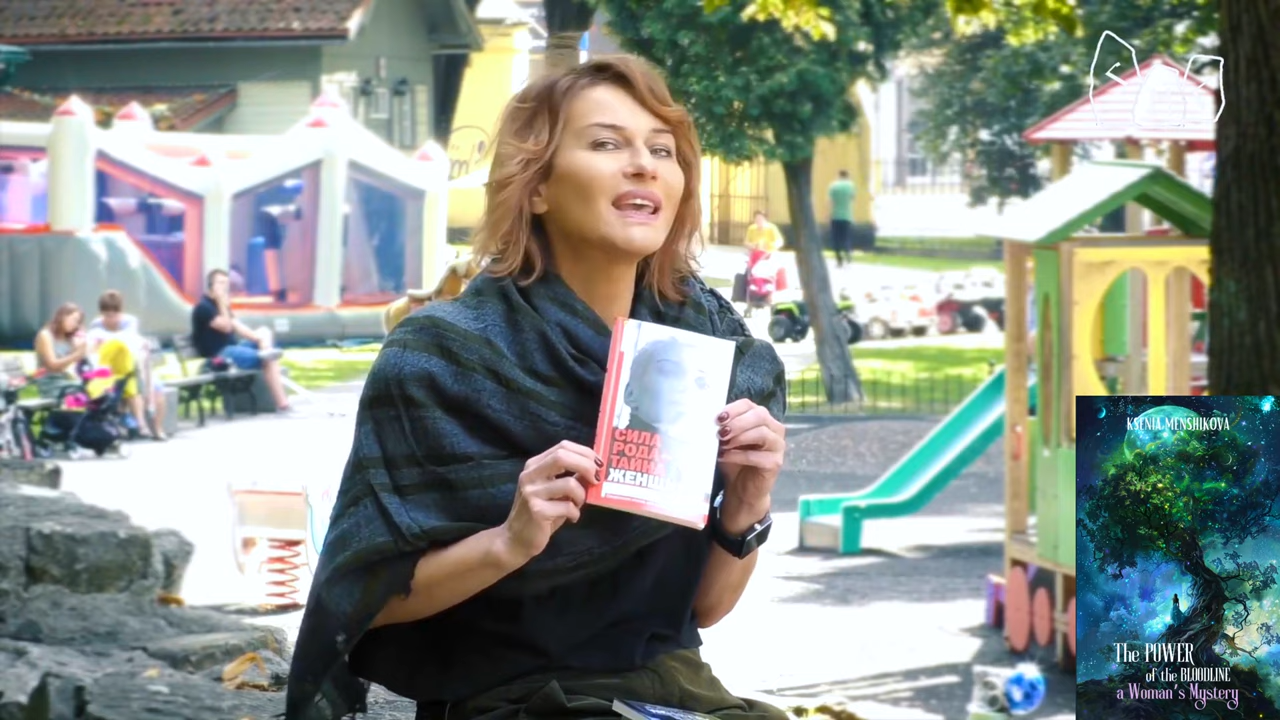 СИЛА
РОДА.
ТАЙНА
ЖЕНЩ
KSENIA MENSHIKOVA
The POWER
of the BLOODLINE
a Woman's Mystery